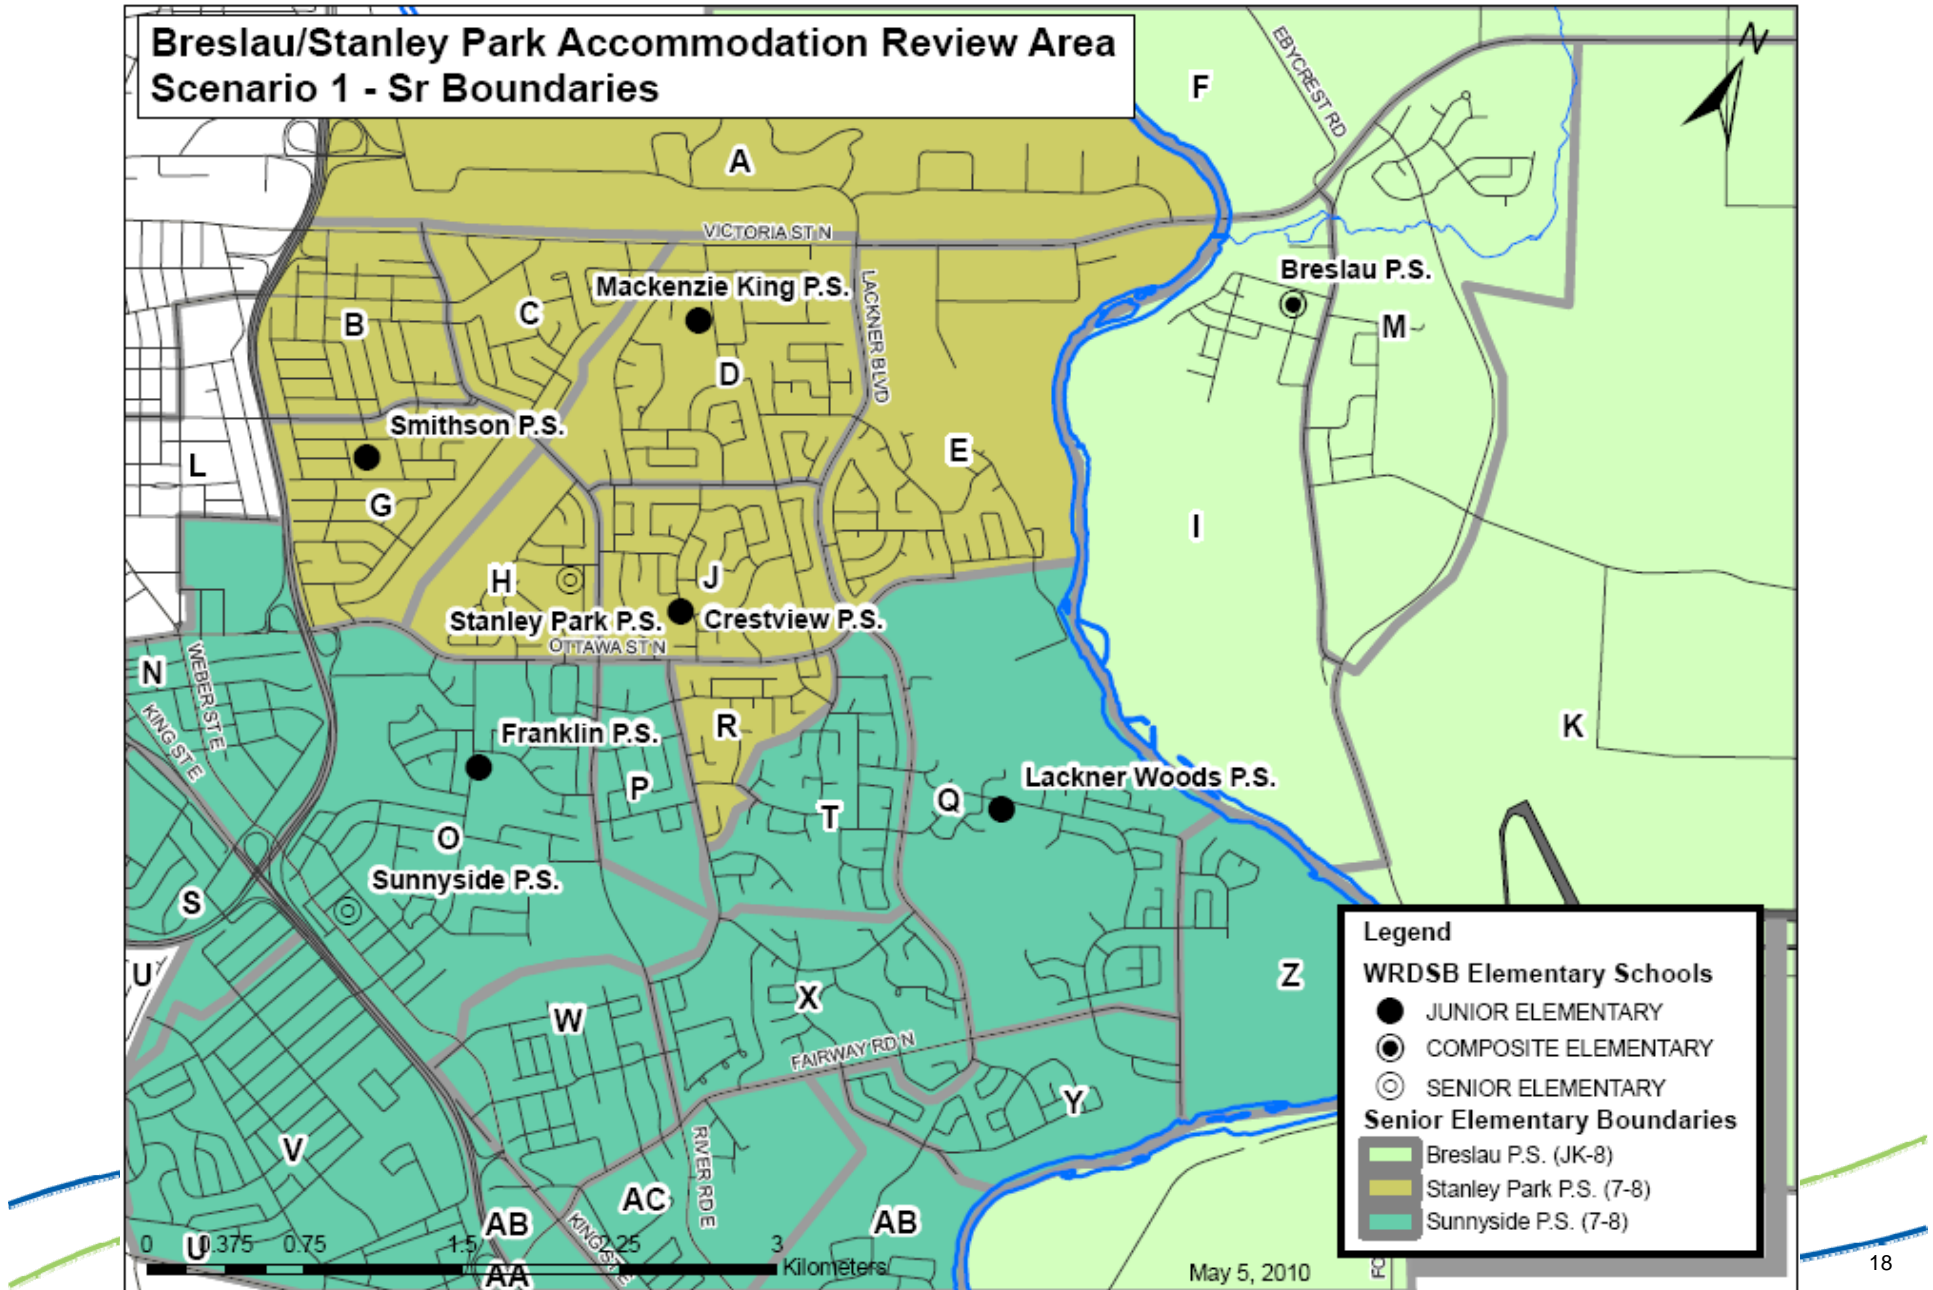 Breslau/Stanley Park Accommodation Review Area
Scenario 1 - Sr Boundaries
N
F
EBYCREST RD
A
VICTORIA ST N
Breslau P.S.
Mackenzie King P.S.
LACKNER BLVD
C
B
M
D
Smithson P.S.
E
L
G
I
H
J
Stanley Park P.S.
Crestview P.S.
OTTAWA ST N
N
WEBER ST E
KING ST E
R
K
Franklin P.S.
Lackner Woods P.S.
P
Q
T
O
Sunnyside P.S.
S
U
Z
X
W
FAIRWAY RD N
Y
V
RIVER RD E
AC
AB
KING ST E
AB
U
AA
0 0.375 0.75 1.5 2.25 3
Kilometers
May 5, 2010
FO
Legend
WRDSB Elementary Schools
JUNIOR ELEMENTARY
COMPOSITE ELEMENTARY
SENIOR ELEMENTARY
Senior Elementary Boundaries
Breslau P.S. (JK-8)
Stanley Park P.S. (7-8)
Sunnyside P.S. (7-8)
18